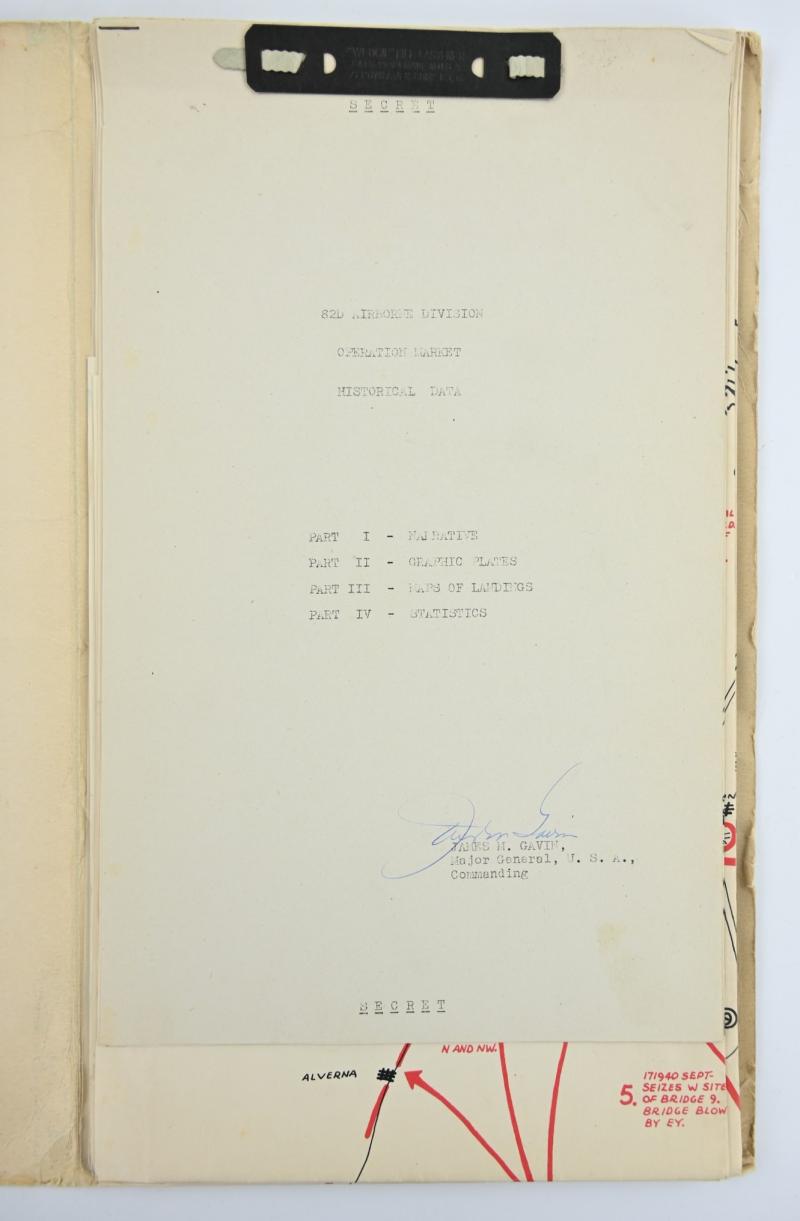 SECRET
82D AIRBORNE DIVISION
OPERATION MARKET
HISTORICAL DATA
PART I - NARRATIVE
PART II - GRAPHIC PLATES
PART III - MAPS OF LANDINGS
PART IV - STATISTICS
JAMES M. GAVIN,
Major General, U. S. A.,
Commanding
SECRET
N AND NW.
ALVERNA
5. 171940 SEPT-
SEIZES W SITE
OF BRIDGE 9.
BRIDGE BLOW
BY EY.